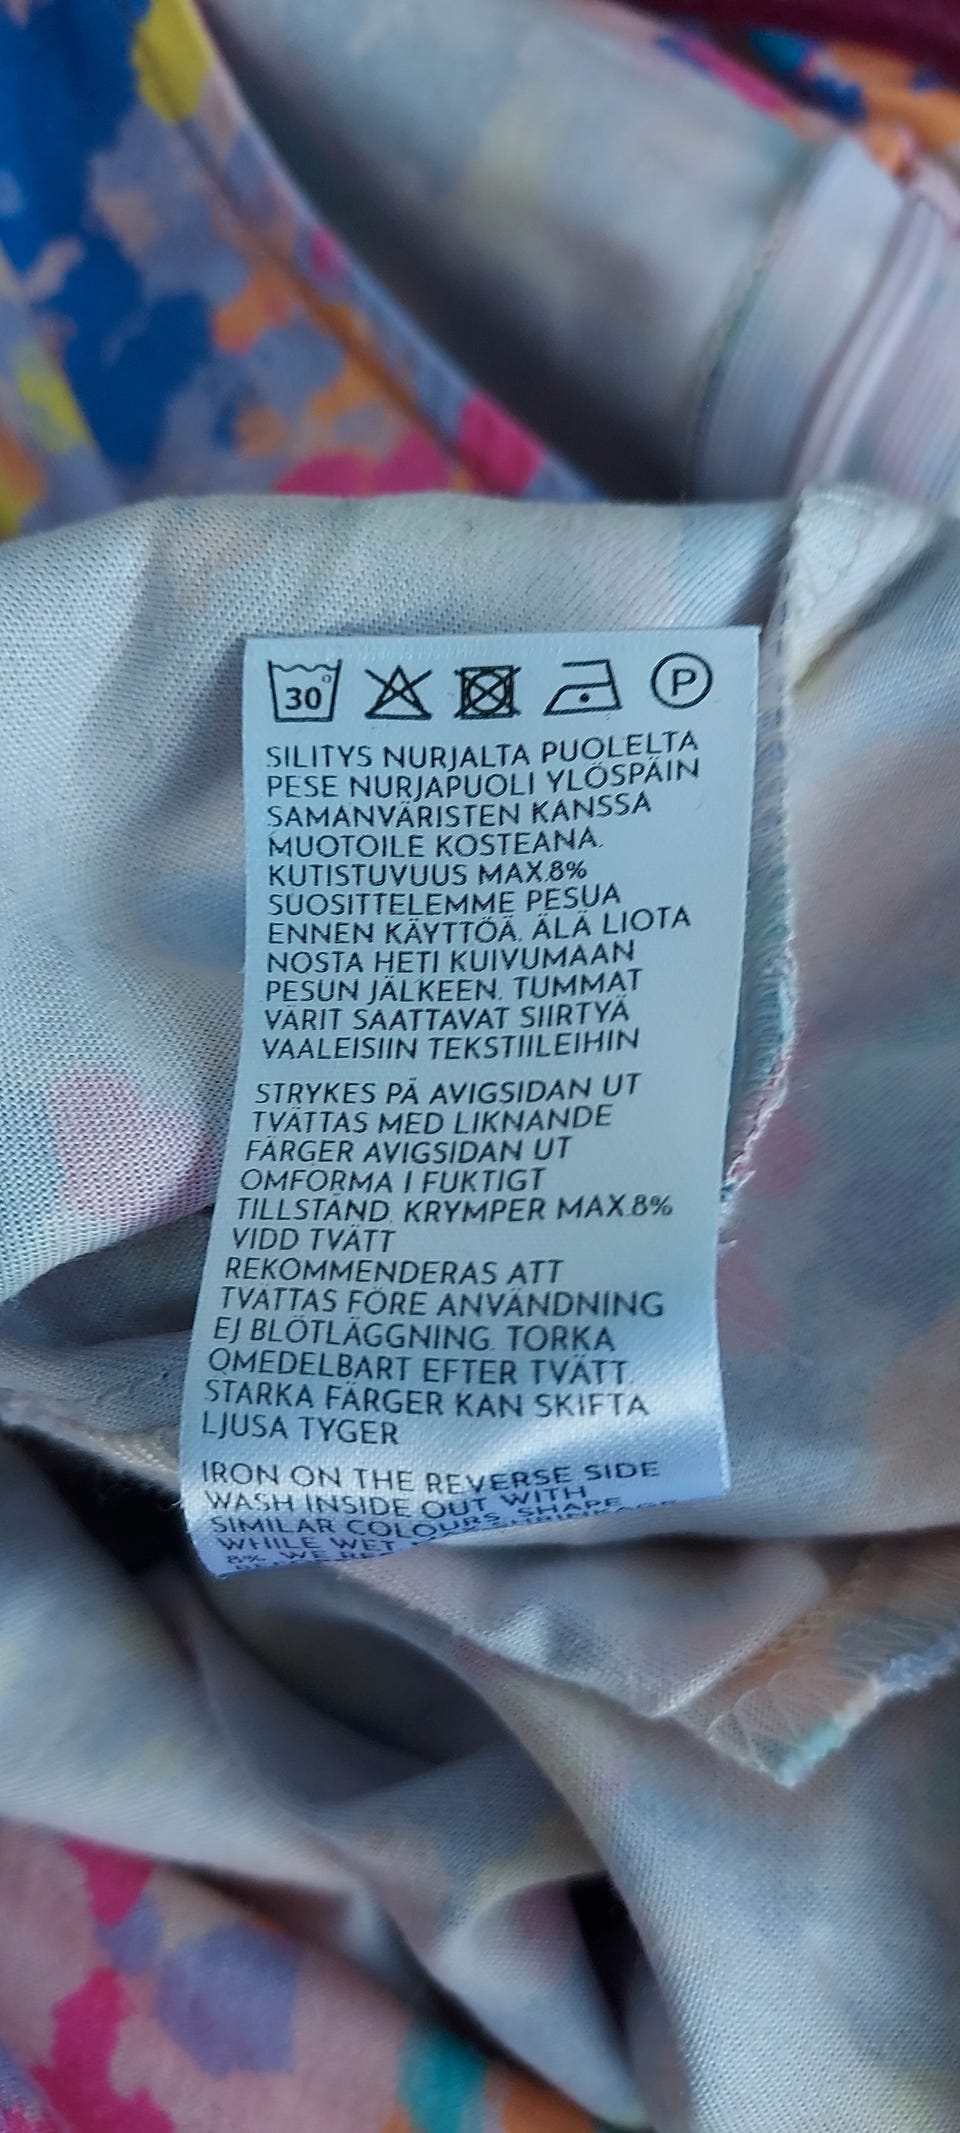 30°
P
SILITYS NURJALTA PUOLELTA
PESE NURJAPUOLI YLÖSPÄIN
SAMANVÄRISTEN KANSSA
MUOTOILE KOSTEANA.
KUTISTUVUUS MAX.8%
SUOSITTELEMME PESUA
ENNEN KÄYTTÖÄ. ÄLÄ LIOTA
NOSTA HETI KUIVUMAAN
PESUN JÄLKEEN. TUMMAT
VÄRIT SAATTAVAT SIIRTYÄ
VAALEISIIN TEKSTIILEIHIN
STRYKES PÅ AVIGSIDAN UT
TVÄTTAS MED LIKNANDE
FÄRGER AVIGSIDAN UT
OMFORMA I FUKTIGT
TILLSTÅND. KRYMPER MAX.8%
VIDD TVÄTT
REKOMMENDERAS ATT
TVÄTTAS FÖRE ANVÄNDNING
EJ BLÖTLÄGGNING. TORKA
OMEDELBART EFTER TVÄTT.
STARKA FÄRGER KAN SKIFTA
LJUSA TYGER
IRON ON THE REVERSE SIDE
WASH INSIDE OUT WITH
SIMILAR COLOURS. SHAPE
WHILE WET
8%. WE